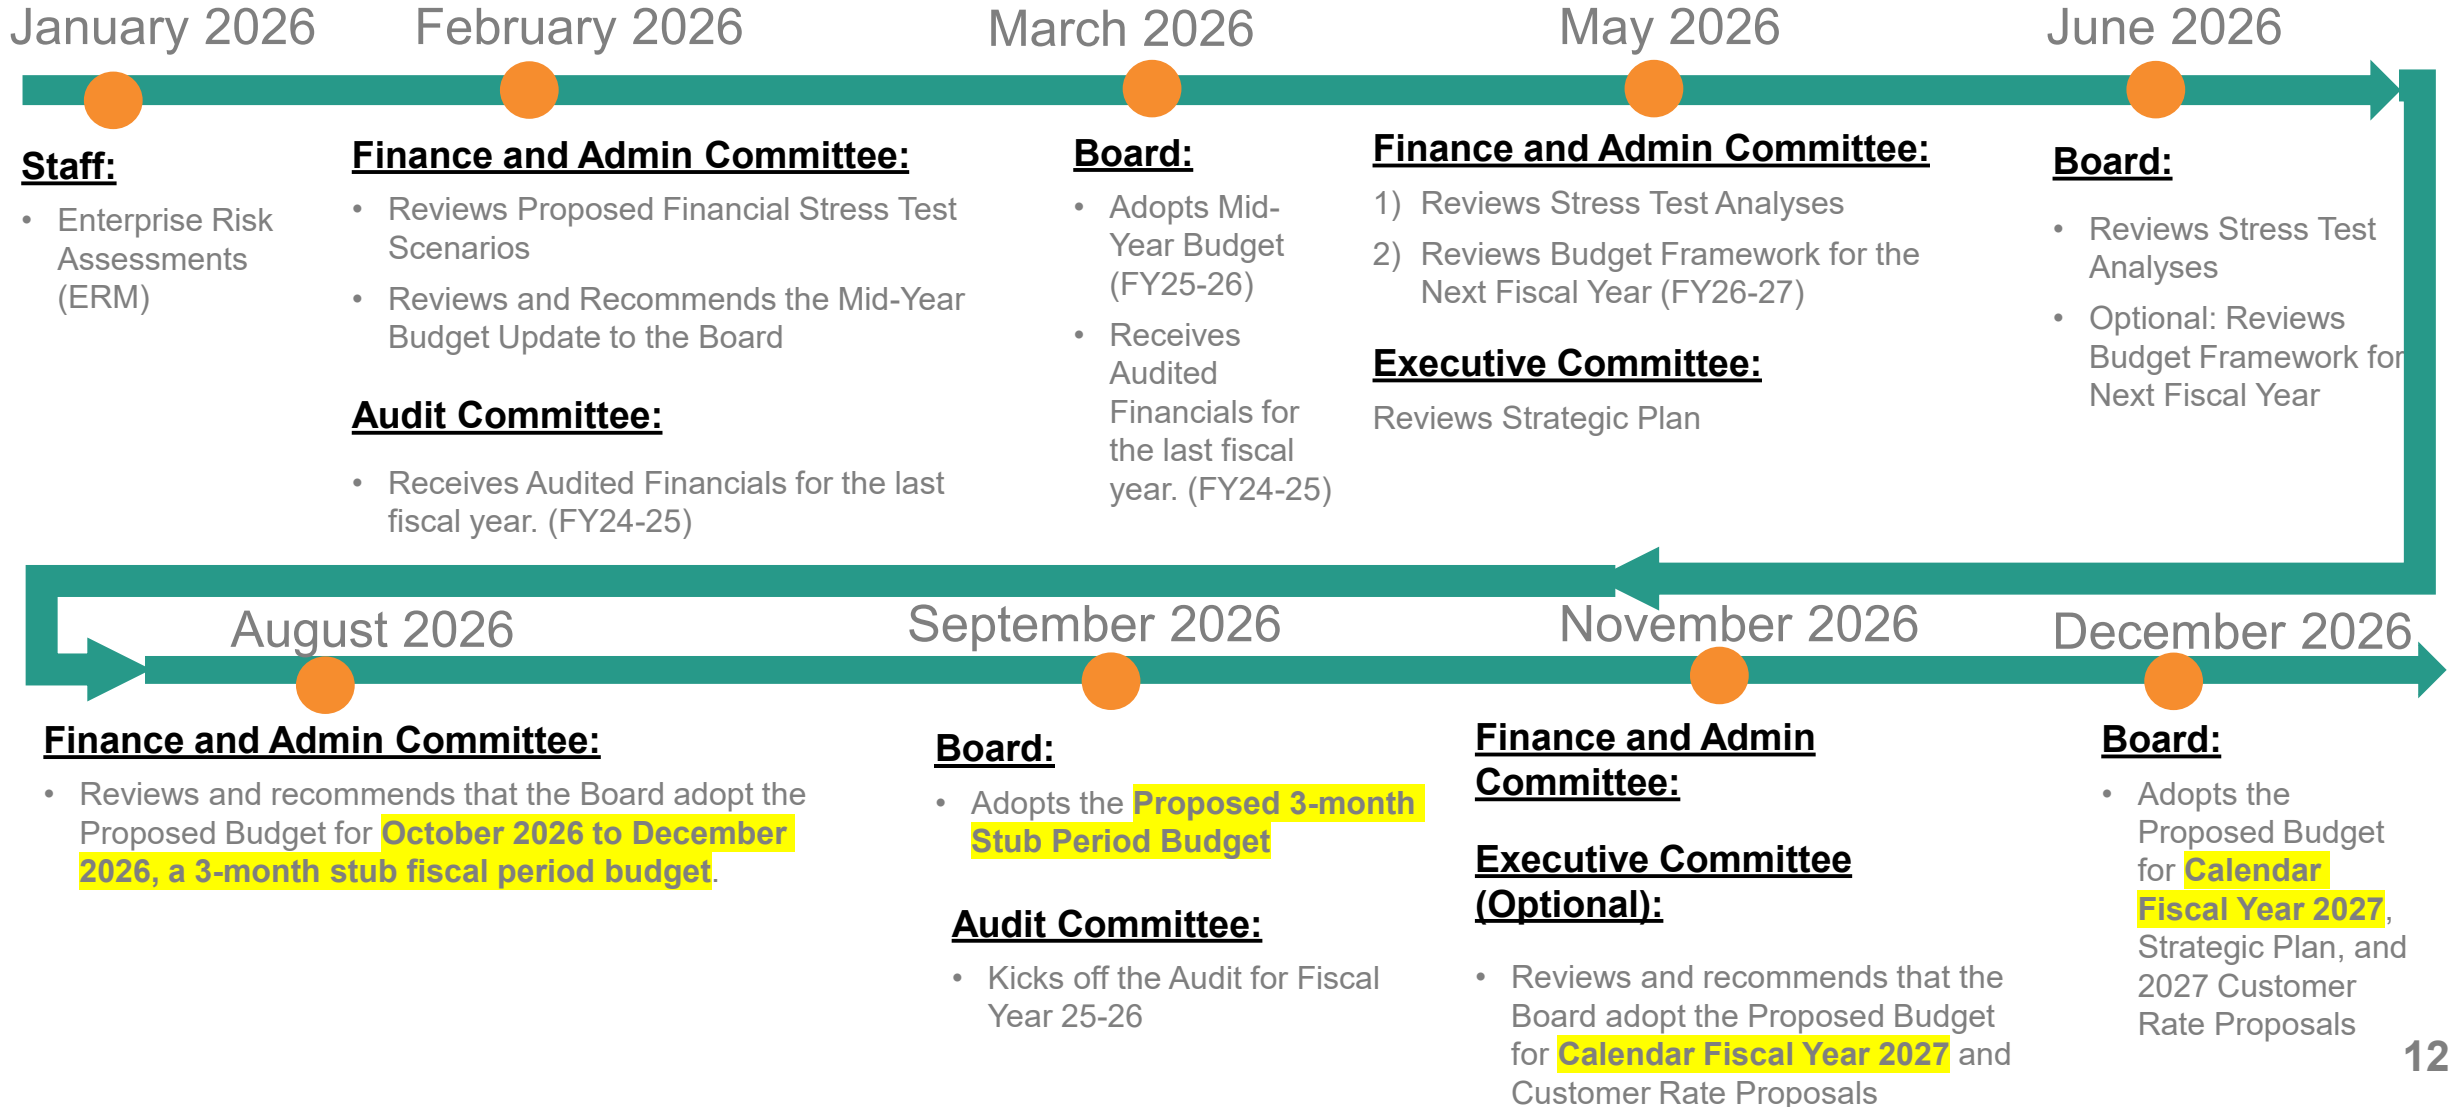 January 2026
February 2026
March 2026
May 2026
June 2026
Staff:
• Enterprise Risk
Assessments
(ERM)
Finance and Admin Committee:
• Reviews Proposed Financial Stress Test
Scenarios
• Reviews and Recommends the Mid-Year
Budget Update to the Board
Audit Committee:
• Receives Audited Financials for the last
fiscal year. (FY24-25)
Board:
• Adopts Mid-
Year Budget
(FY25-26)
• Receives
Audited
Financials for
the last fiscal
year. (FY24-25)
Finance and Admin Committee:
1) Reviews Stress Test Analyses
2) Reviews Budget Framework for the
Next Fiscal Year (FY26-27)
Executive Committee:
Reviews Strategic Plan
Board:
• Reviews Stress Test
Analyses
• Optional: Reviews
Budget Framework for
Next Fiscal Year
August 2026
September 2026
November 2026
December 2026
Finance and Admin Committee:
• Reviews and recommends that the Board adopt the
Proposed Budget for October 2026 to December
2026, a 3-month stub fiscal period budget.
Board:
• Adopts the Proposed 3-month
Stub Period Budget
Audit Committee:
• Kicks off the Audit for Fiscal
Year 25-26
Finance and Admin
Committee:
Executive Committee
(Optional):
• Reviews and recommends that the
Board adopt the Proposed Budget
for Calendar Fiscal Year 2027 and
Customer Rate Proposals
Board:
• Adopts the
Proposed Budget
for Calendar
Fiscal Year 2027,
Strategic Plan, and
2027 Customer
Rate Proposals
12